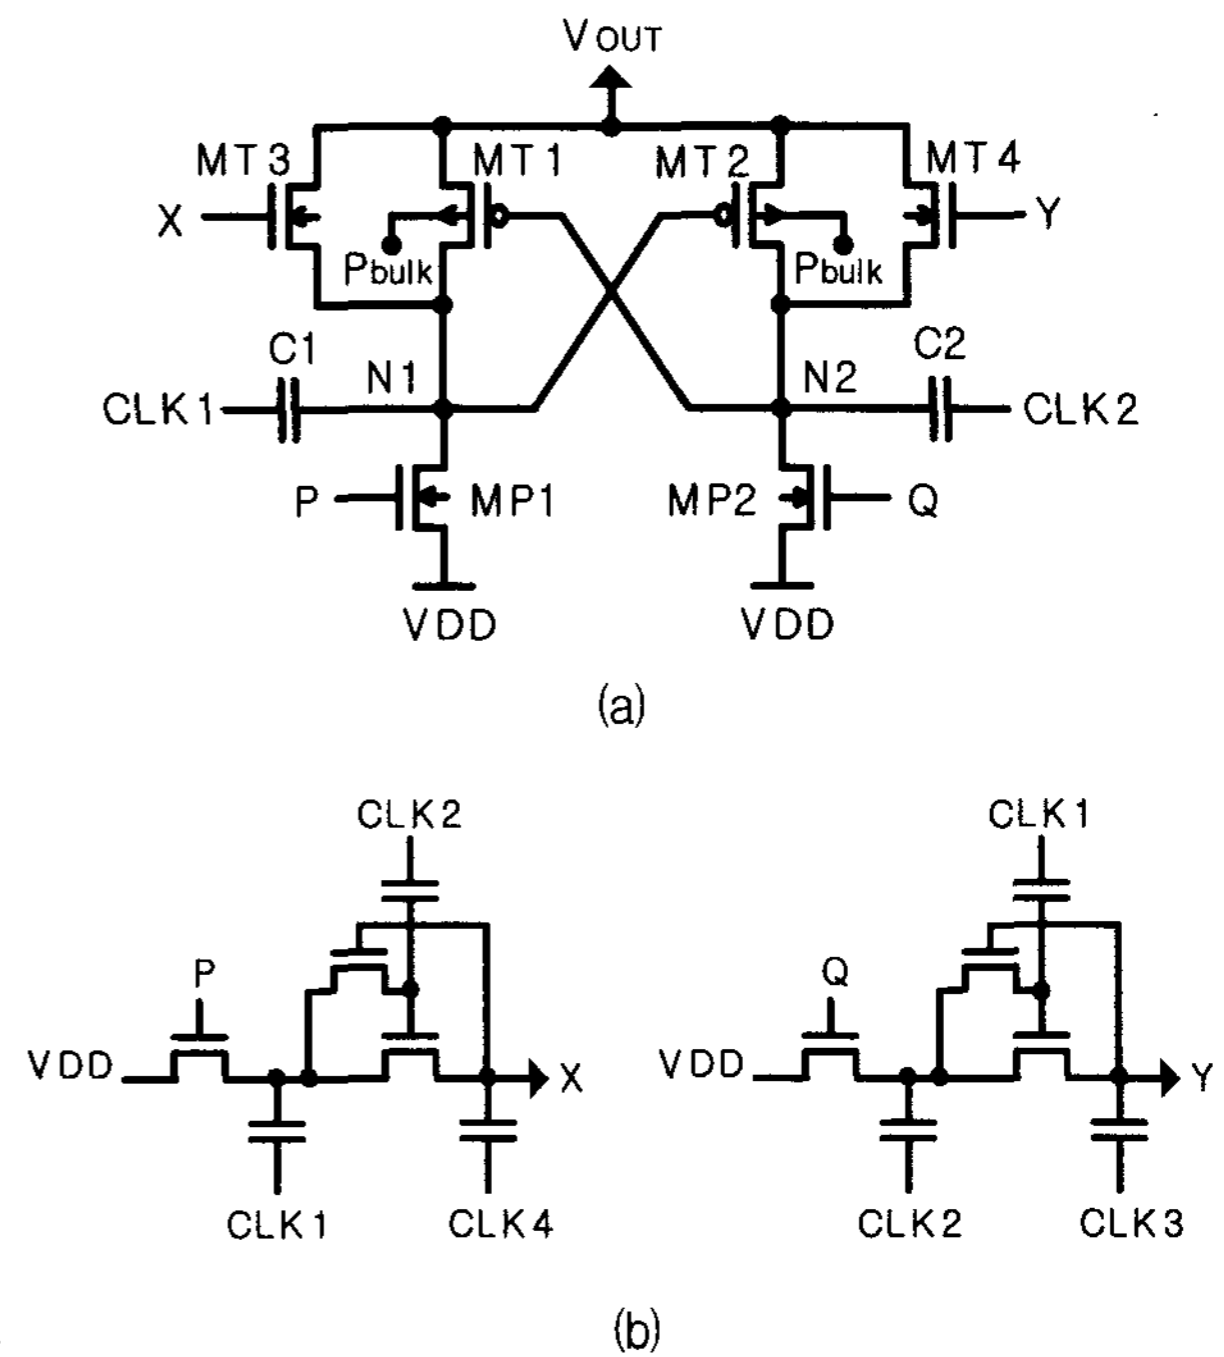 VOUT
MT3 MT1 MT2 MT4
X Y
Pbulk Pbulk
C1 C2
N1 N2
CLK1 CLK2
P MP1 MP2 Q
VDD VDD
(a)
CLK2 CLK1
P Q
VDD X VDD Y
CLK1 CLK4 CLK2 CLK3
(b)